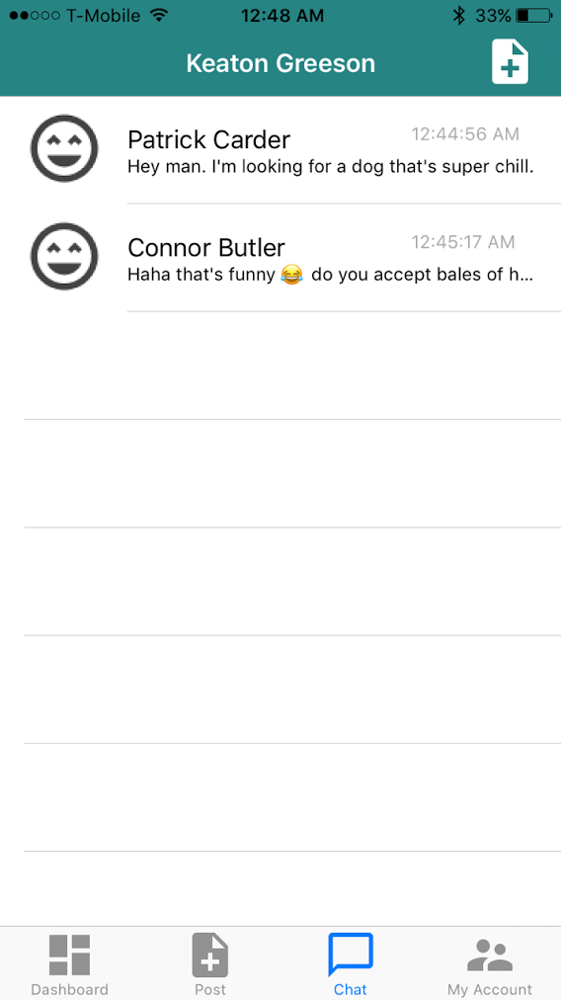 T-Mobile 12:48 AM 33%
Keaton Greeson
Patrick Carder 12:44:56 AM
Hey man. I'm looking for a dog that's super chill.
Connor Butler 12:45:17 AM
Haha that's funny 😂 do you accept bales of h...
Dashboard Post Chat My Account